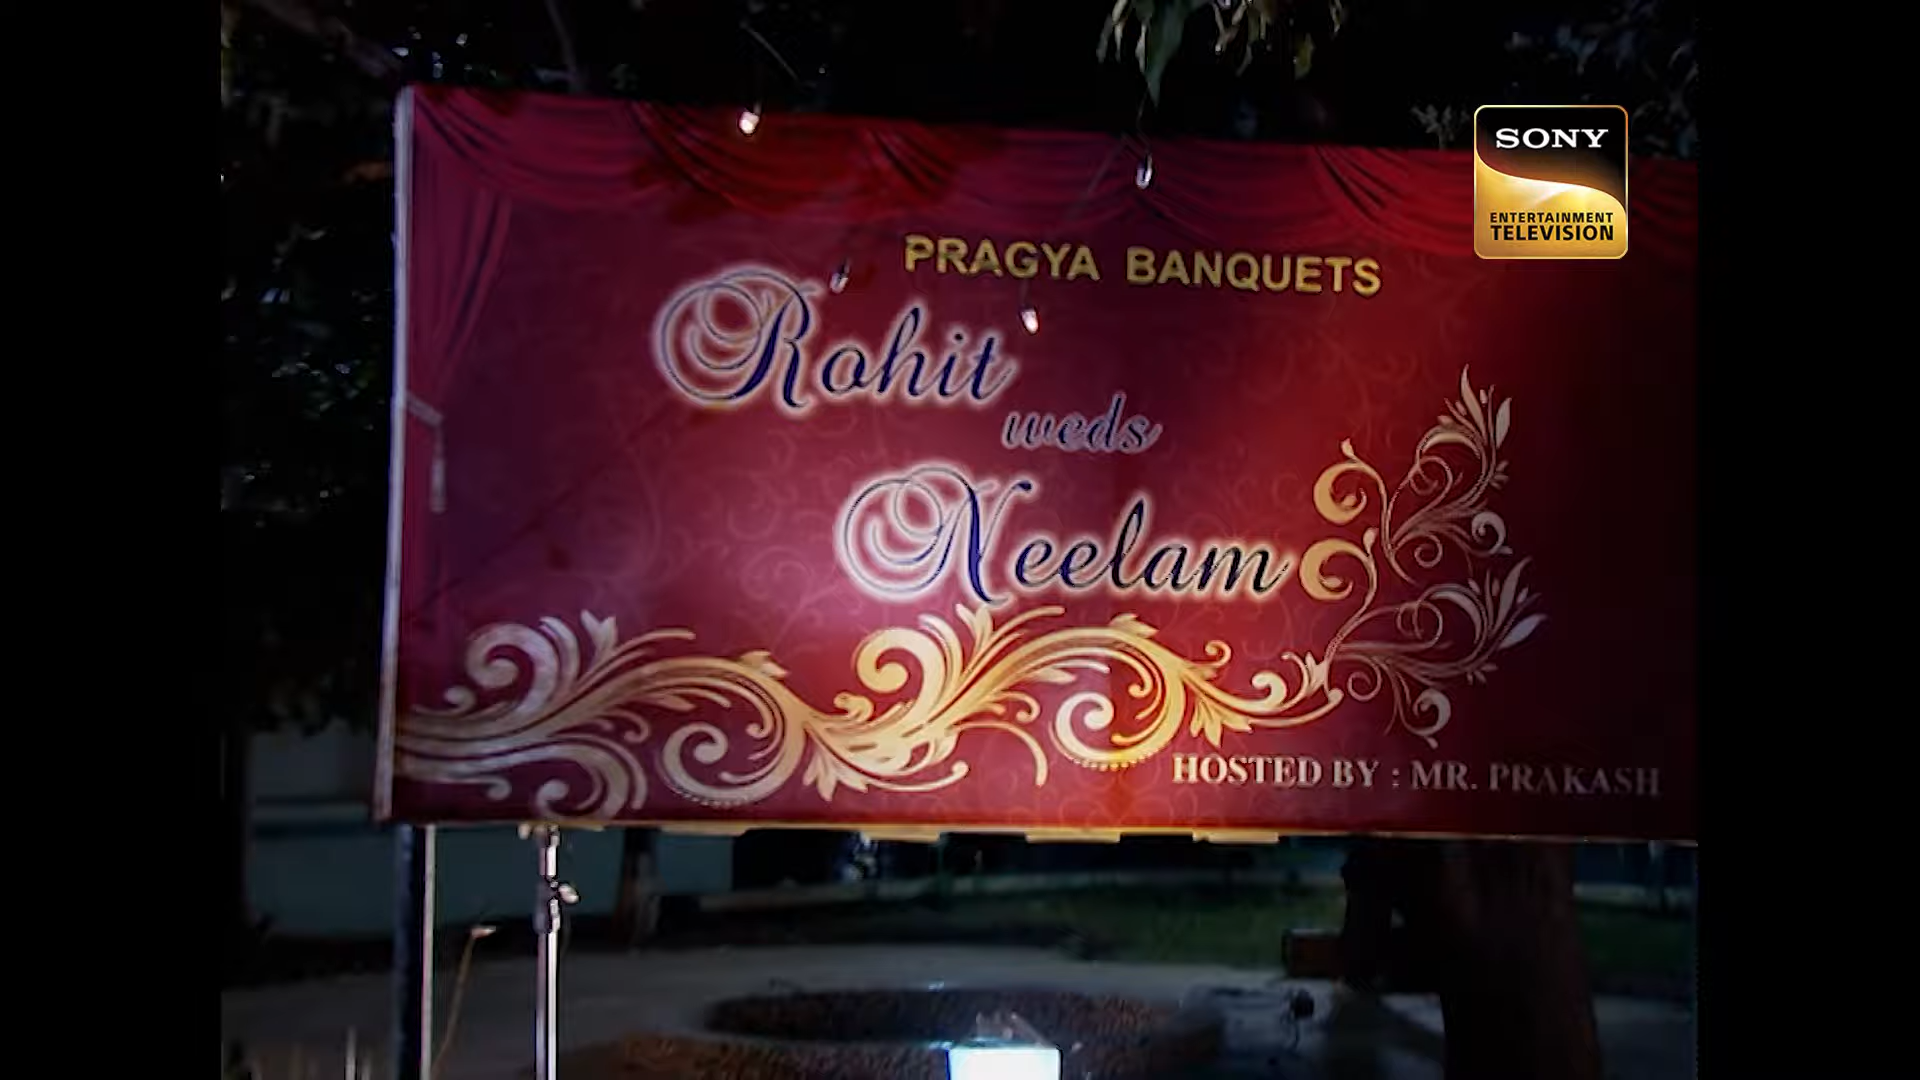 SONY
ENTERTAINMENT
TELEVISION
PRAGYA BANQUETS
Rohit
weds
Neelam
HOSTED BY : MR. PRAKASH